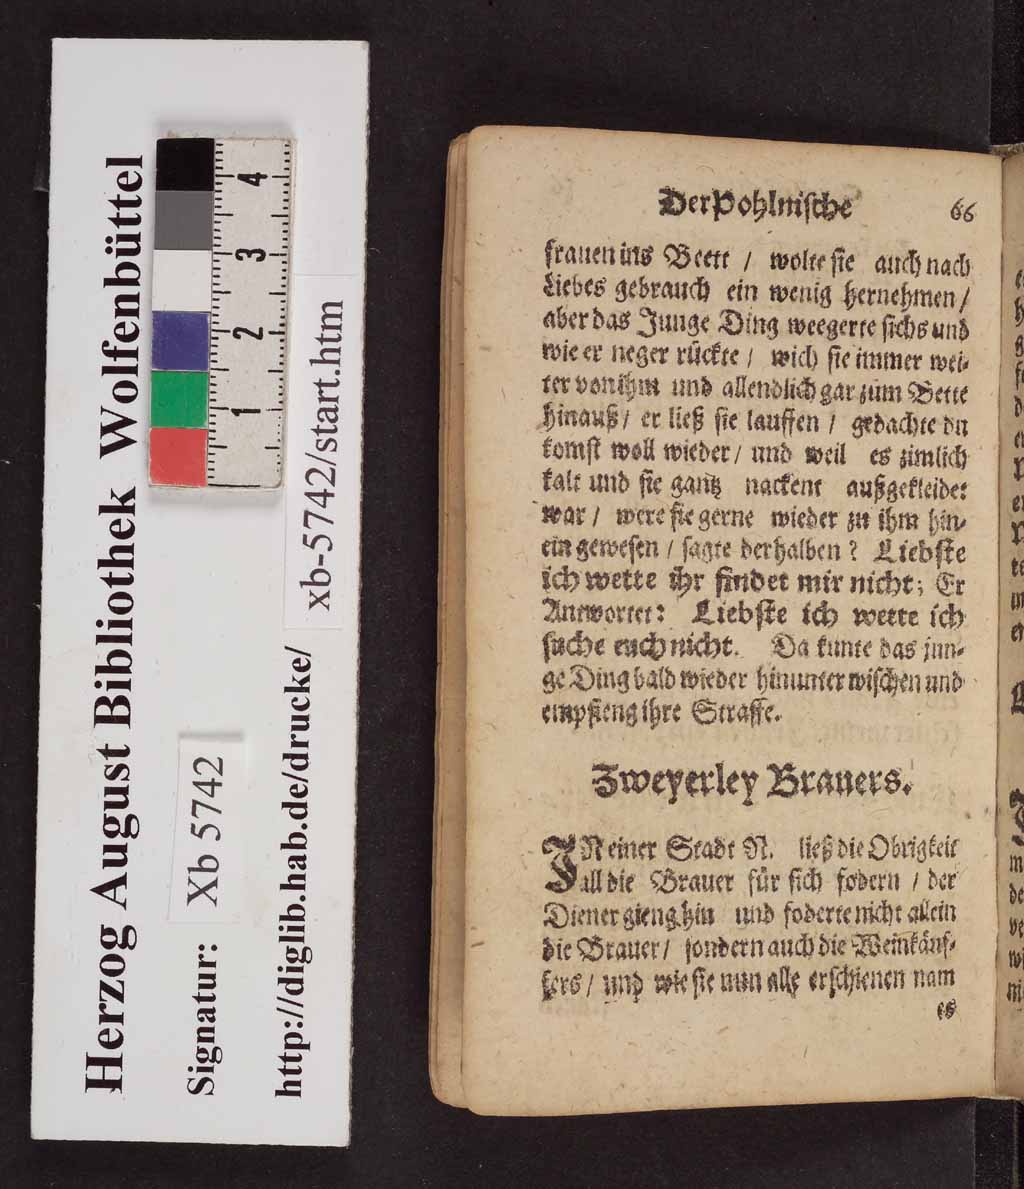 Herzog August Bibliothek Wolfenbüttel
Signatur: Xb 5742
http://diglib.hab.de/drucke/ xb-5742/start.htm
1 2 3 4
Der Pohlnische 66
frauen ins Beett / wolte sie auch nach
Liebes gebrauch ein wenig hernehmen /
aber das Junge Ding weegerte sichs und
wie er neger rückte / wich sie immer wei-
ter von ihm und allendlich gar zum Bette
hinauß / er ließ sie lauffen / gedachte du
komst woll wieder / und weil es zimlich
kalt und sie gantz nackent außgekleidet
war / were sie gerne wieder zu ihm hin-
ein gewesen / sagte derhalben ? Liebste
ich wette ihr findet mir nicht; Er
Antwortet: Liebste ich wette ich
suche euch nicht. Da kunte das jun-
ge Ding bald wieder hinunter wischen und
empfieng ihre Straffe.
Zweyerley Brauers.
IN einer Stadt N. ließ die Obrigkeit
all die Brauer für sich fodern / der
Diener gieng hin und foderte nicht allein
die Brauer / sondern auch die Weinkäuf-
fers / und wie sie nun alle erschienen nam
es